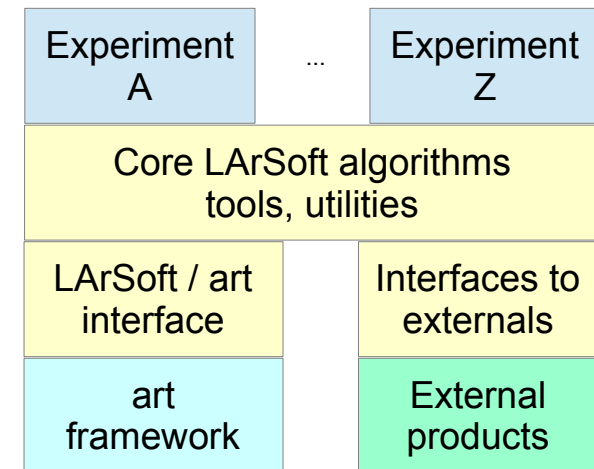 Experiment
A
...
Experiment
Z
Core LArSoft algorithms
tools, utilities
LArSoft / art
interface
Interfaces to
externals
art
framework
External
products